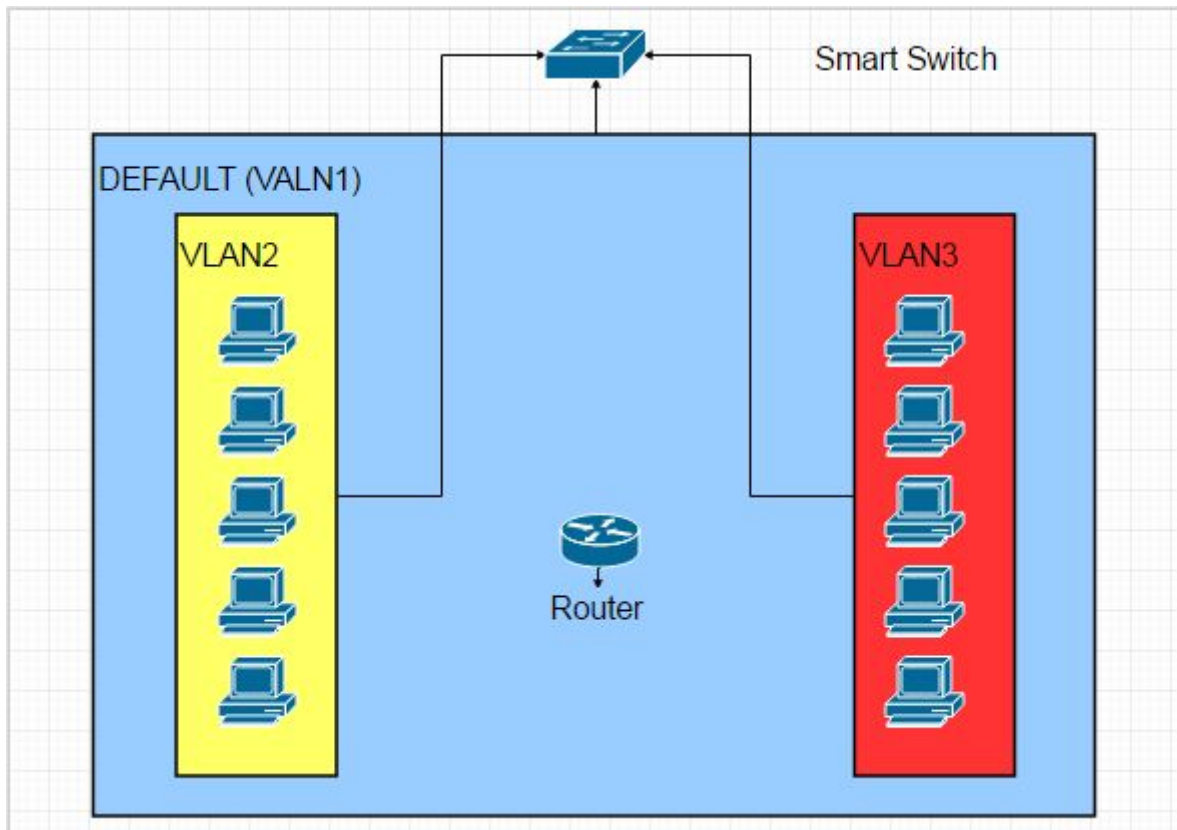 Smart Switch
DEFAULT (VALN1)
VLAN2
VLAN3
Router